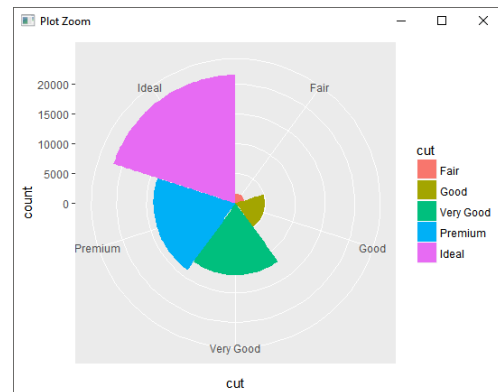 Plot Zoom
Ideal
Fair
20000
15000
10000
5000
0
count
Premium
Good
Very Good
cut
cut
Fair
Good
Very Good
Premium
Ideal